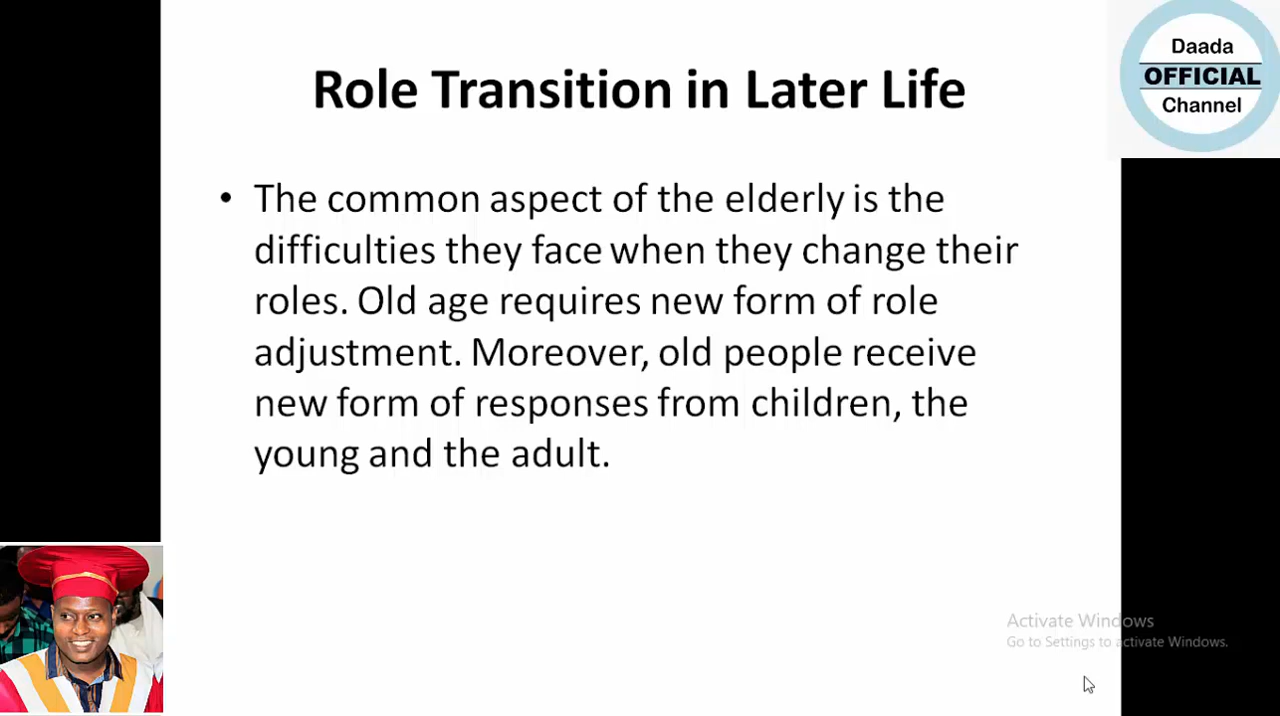 Role Transition in Later Life
Daada
OFFICIAL
Channel
• The common aspect of the elderly is the
difficulties they face when they change their
roles. Old age requires new form of role
adjustment. Moreover, old people receive
new form of responses from children, the
young and the adult.
Activate Windows
Go to Settings to activate Windows.